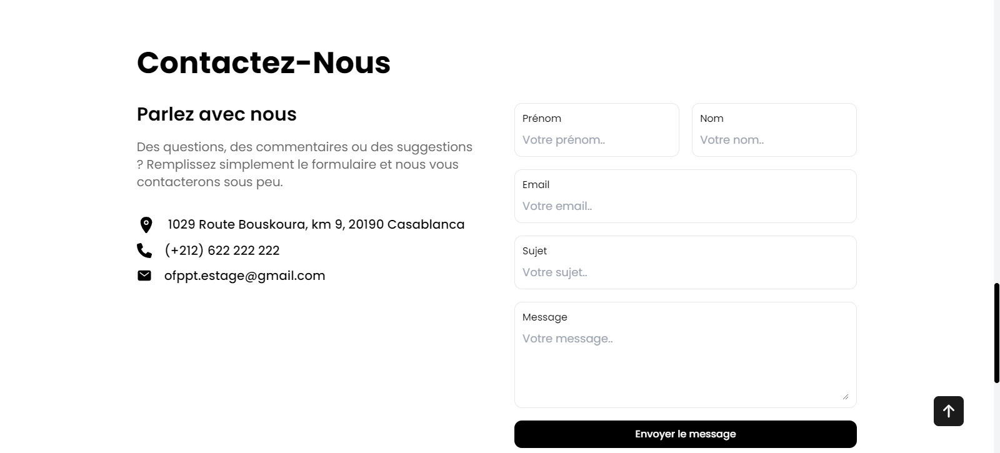 Contactez-Nous
Parlez avec nous
Des questions, des commentaires ou des suggestions
? Remplissez simplement le formulaire et nous vous
contacterons sous peu.
1029 Route Bouskoura, km 9, 20190 Casablanca
(+212) 622 222 222
ofppt.estage@gmail.com
Prénom
Votre prénom..
Nom
Votre nom..
Email
Votre email..
Sujet
Votre sujet..
Message
Votre message..
Envoyer le message